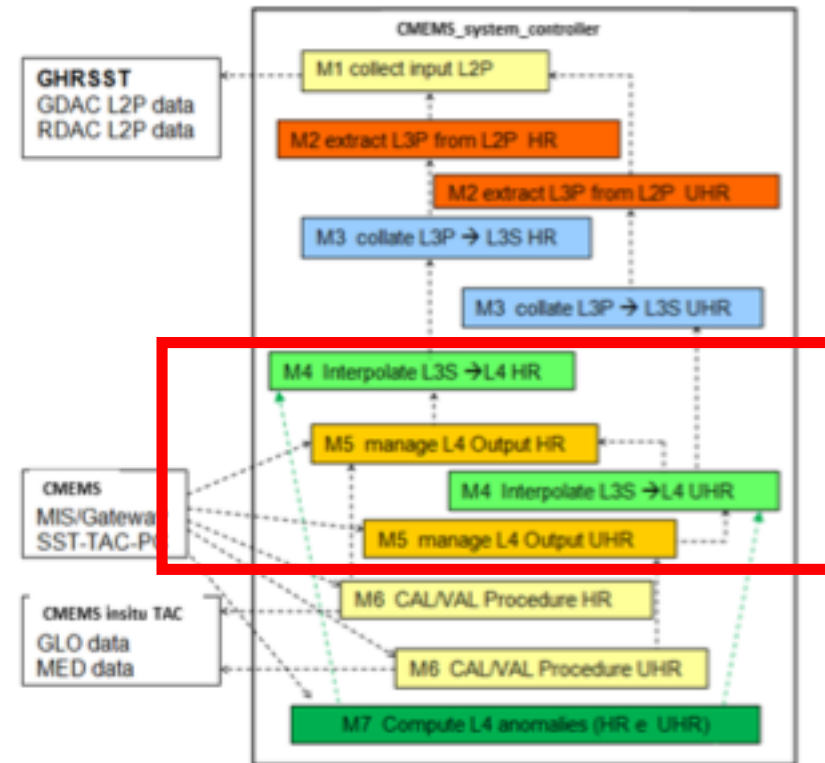 CMEMS_system_controller
M1 collect input L2P
GHRSST
GDAC L2P data
RDAC L2P data
M2 extract L3P from L2P HR
M2 extract L3P from L2P UHR
M3 collate L3P → L3S HR
M3 collate L3P → L3S UHR
M4 Interpolate L3S →L4 HR
M5 manage L4 Output HR
M4 Interpolate L3S →L4 UHR
CMEMS
MIS/Gateway
SST-TAC-P
M5 manage L4 Output UHR
M6 CAL/VAL Procedure HR
CMEMS insitu TAC
GLO data
MED data
M6 CAL/VAL Procedure UHR
M7 Compute L4 anomalies (HR e UHR)